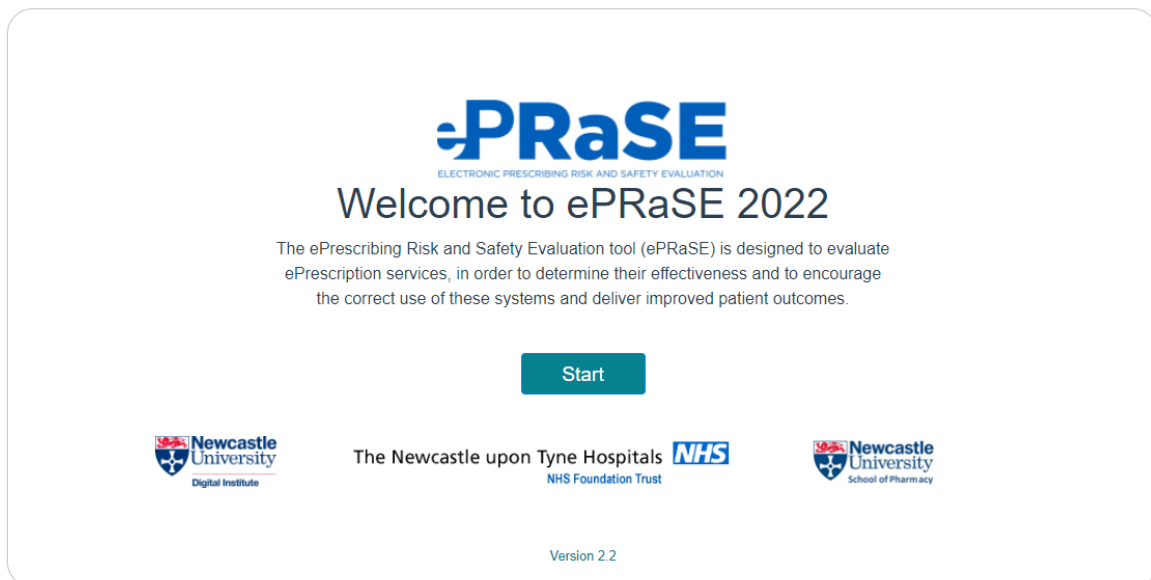 ePRaSE
ELECTRONIC PRESCRIBING RISK AND SAFETY EVALUATION
Welcome to ePRaSE 2022
The ePrescribing Risk and Safety Evaluation tool (ePRaSE) is designed to evaluate
ePrescription services, in order to determine their effectiveness and to encourage
the correct use of these systems and deliver improved patient outcomes.
Start
Newcastle
University
Digital Institute
The Newcastle upon Tyne Hospitals NHS
NHS Foundation Trust
Newcastle
University
School of Pharmacy
Version 2.2